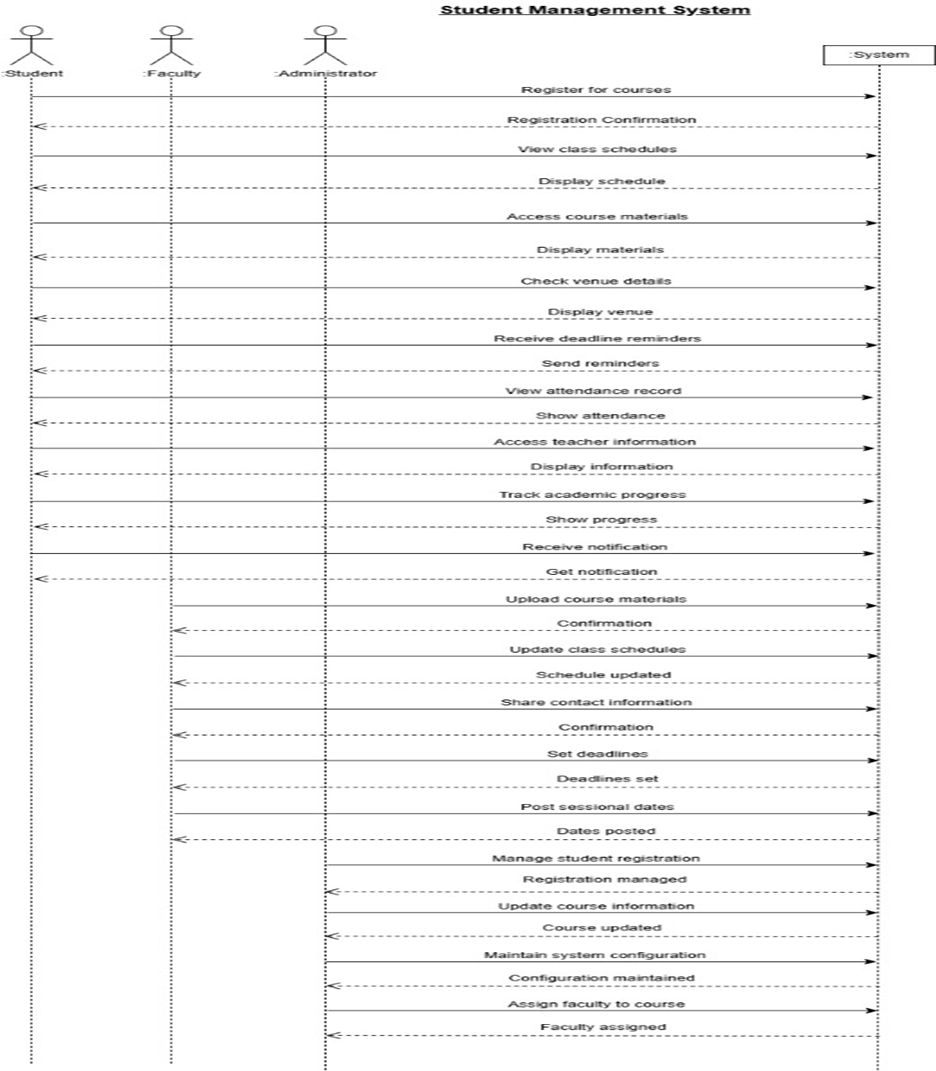 Student Management System
:Student
:Faculty
:Administrator
:System
Register for courses
Registration Confirmation
View class schedules
Display schedule
Access course materials
Display materials
Check venue details
Display venue
Receive deadline reminders
Send reminders
View attendance record
Show attendance
Access teacher information
Display information
Track academic progress
Show progress
Receive notification
Get notification
Upload course materials
Confirmation
Update class schedules
Schedule updated
Share contact information
Confirmation
Set deadlines
Deadlines set
Post sessional dates
Dates posted
Manage student registration
Registration managed
Update course information
Course updated
Maintain system configuration
Configuration maintained
Assign faculty to course
Faculty assigned